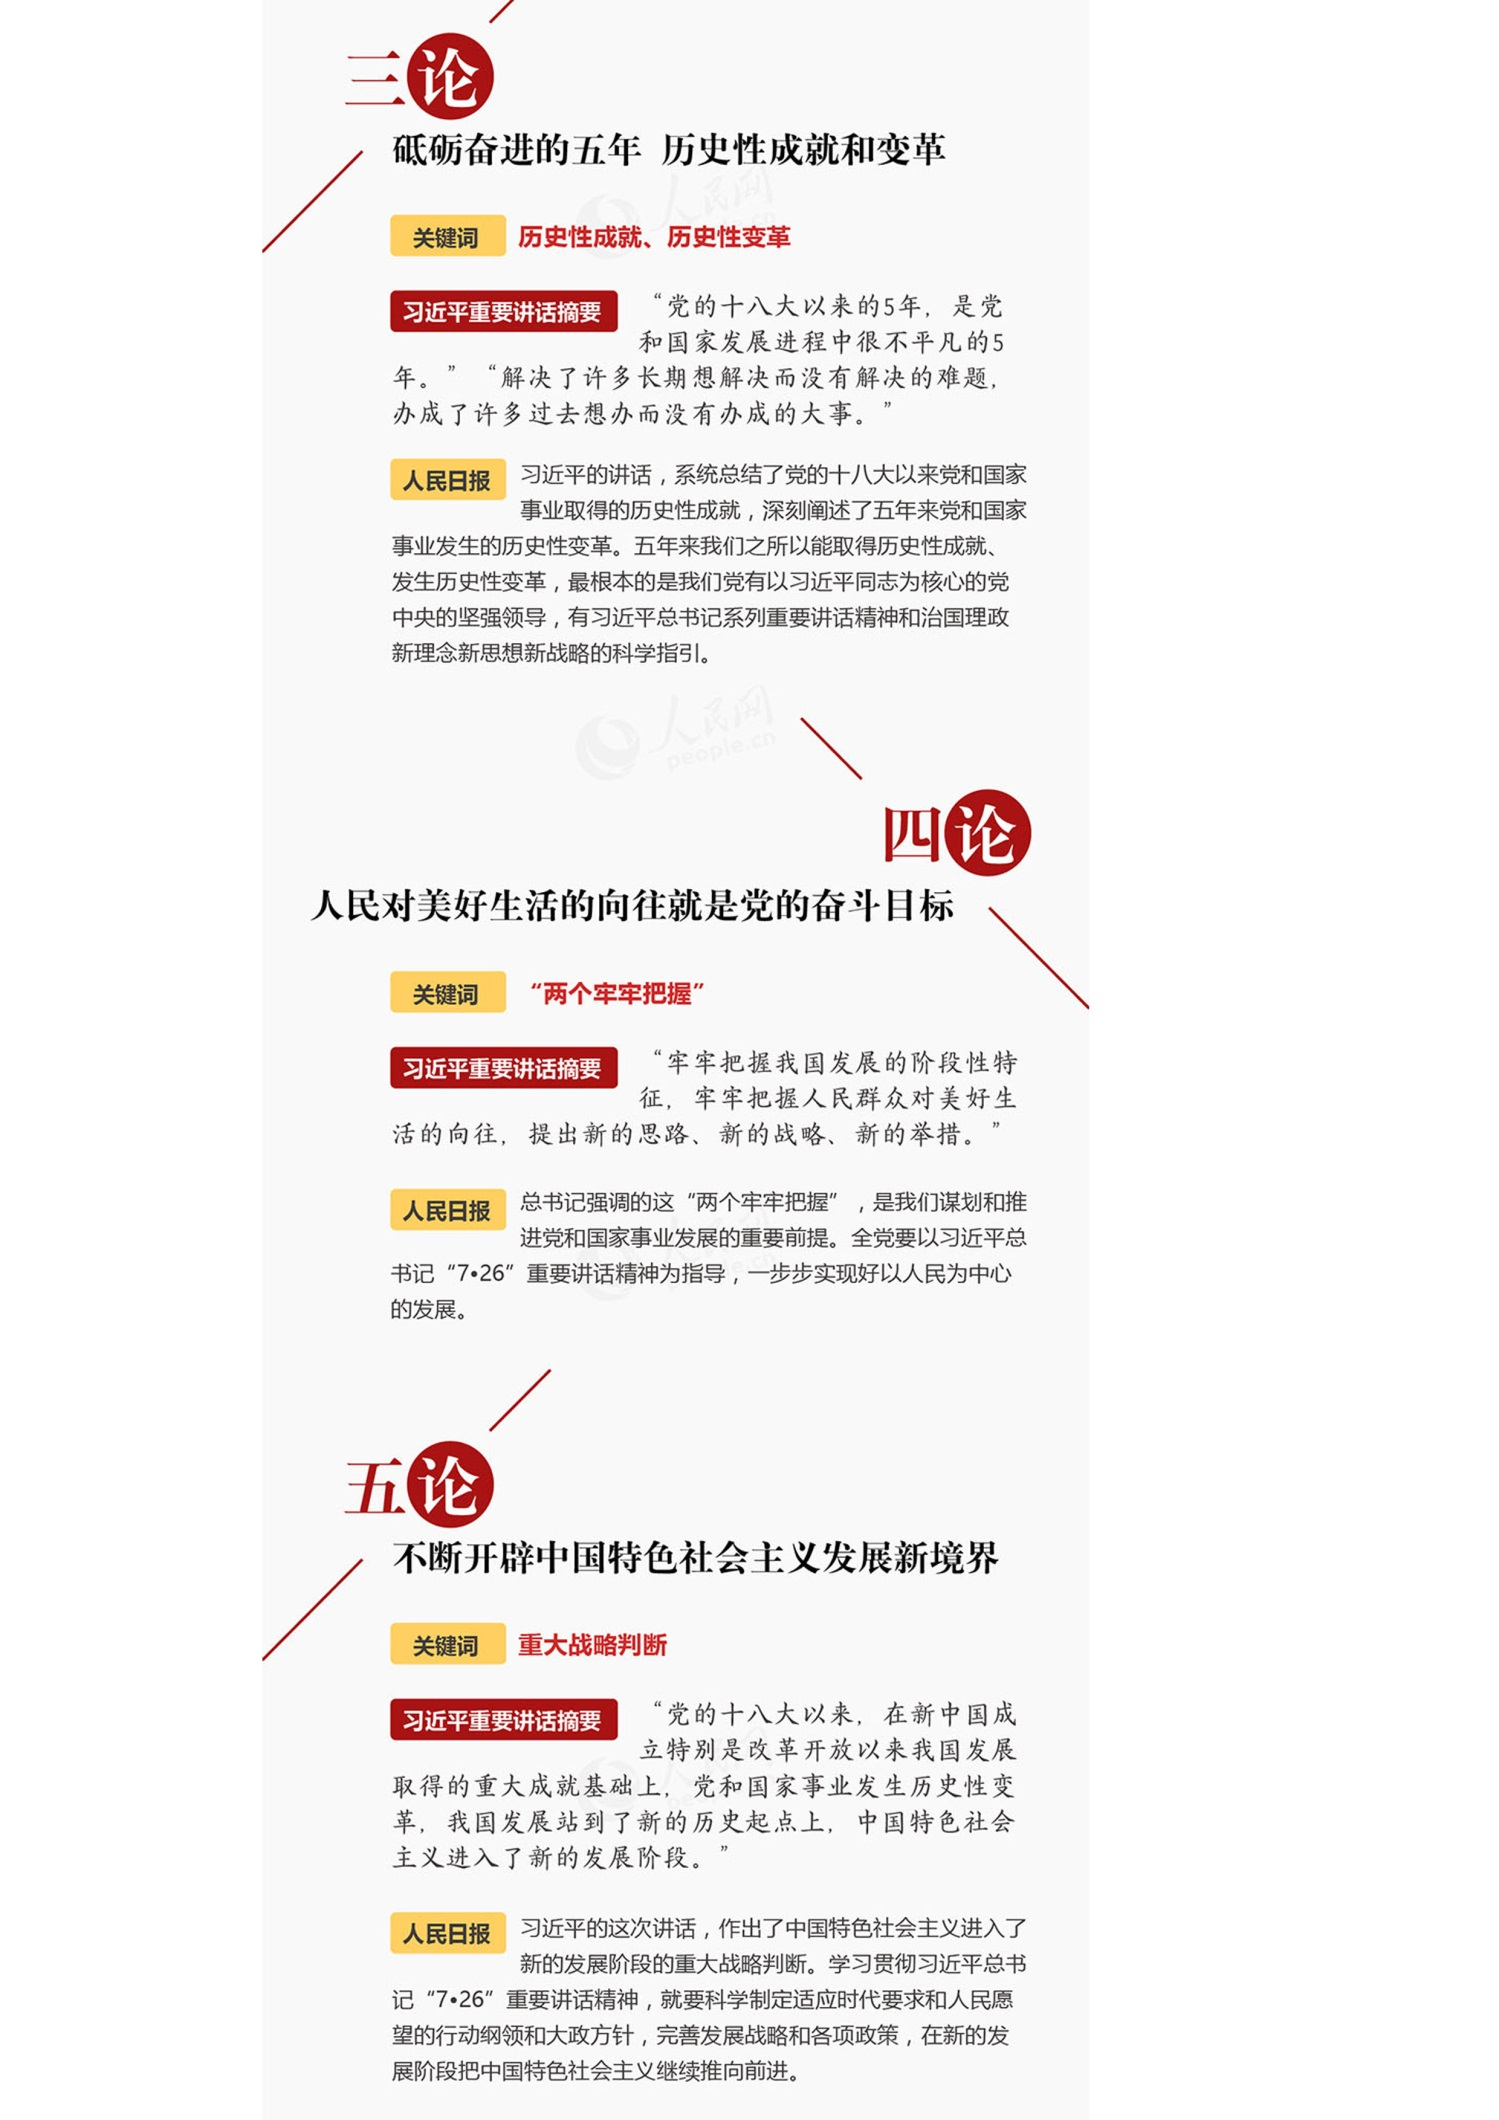 三论
砥砺奋进的五年 历史性成就和变革
关键词 历史性成就、历史性变革
习近平重要讲话摘要 “党的十八大以来的5年，是党
和国家发展进程中很不平凡的5
年。”“解决了许多长期想解决而没有解决的难题，
办成了许多过去想办而没有办成的大事。”
人民日报 习近平的讲话，系统总结了党的十八大以来党和国家
事业取得的历史性成就，深刻阐述了五年来党和国家
事业发生的历史性变革。五年来我们之所以能取得历史性成就、
发生历史性变革，最根本的是我们党有以习近平同志为核心的党
中央的坚强领导，有习近平总书记系列重要讲话精神和治国理政
新理念新思想新战略的科学指引。
人民网
people.cn
四论
人民对美好生活的向往就是党的奋斗目标
关键词 “两个牢牢把握”
习近平重要讲话摘要 “牢牢把握我国发展的阶段性特
征，牢牢把握人民群众对美好生
活的向往，提出新的思路、新的战略、新的举措。”
人民日报 总书记强调的这“两个牢牢把握”，是我们谋划和推
进党和国家事业发展的重要前提。全党要以习近平总
书记“7•26”重要讲话精神为指导，一步步实现好以人民为中心
的发展。
五论
不断开辟中国特色社会主义发展新境界
关键词 重大战略判断
习近平重要讲话摘要 “党的十八大以来，在新中国成
立特别是改革开放以来我国发展
取得的重大成就基础上，党和国家事业发生历史性变
革，我国发展站到了新的历史起点上，中国特色社会
主义进入了新的发展阶段。”
人民日报 习近平的这次讲话，作出了中国特色社会主义进入了
新的发展阶段的重大战略判断。学习贯彻习近平总书
记“7•26”重要讲话精神，就要科学制定适应时代要求和人民愿
望的行动纲领和大政方针，完善发展战略和各项政策，在新的发
展阶段把中国特色社会主义继续推向前进。